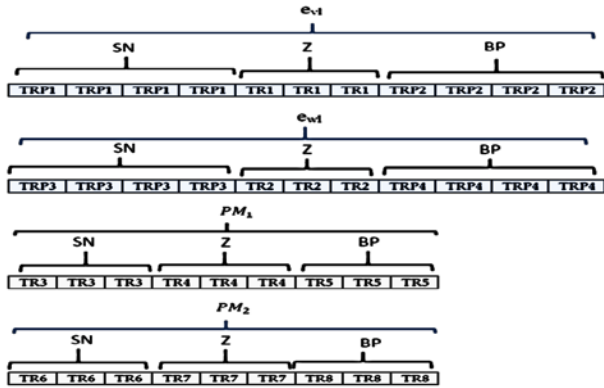 e_v1
SN Z BP
TRP1 TRP1 TRP1 TRP1 TR1 TR1 TR1 TRP2 TRP2 TRP2 TRP2
e_w1
SN Z BP
TRP3 TRP3 TRP3 TRP3 TR2 TR2 TR2 TRP4 TRP4 TRP4 TRP4
PM₁
SN Z BP
TR3 TR3 TR3 TR4 TR4 TR4 TR5 TR5 TR5
PM₂
SN Z BP
TR6 TR6 TR6 TR7 TR7 TR7 TR8 TR8 TR8